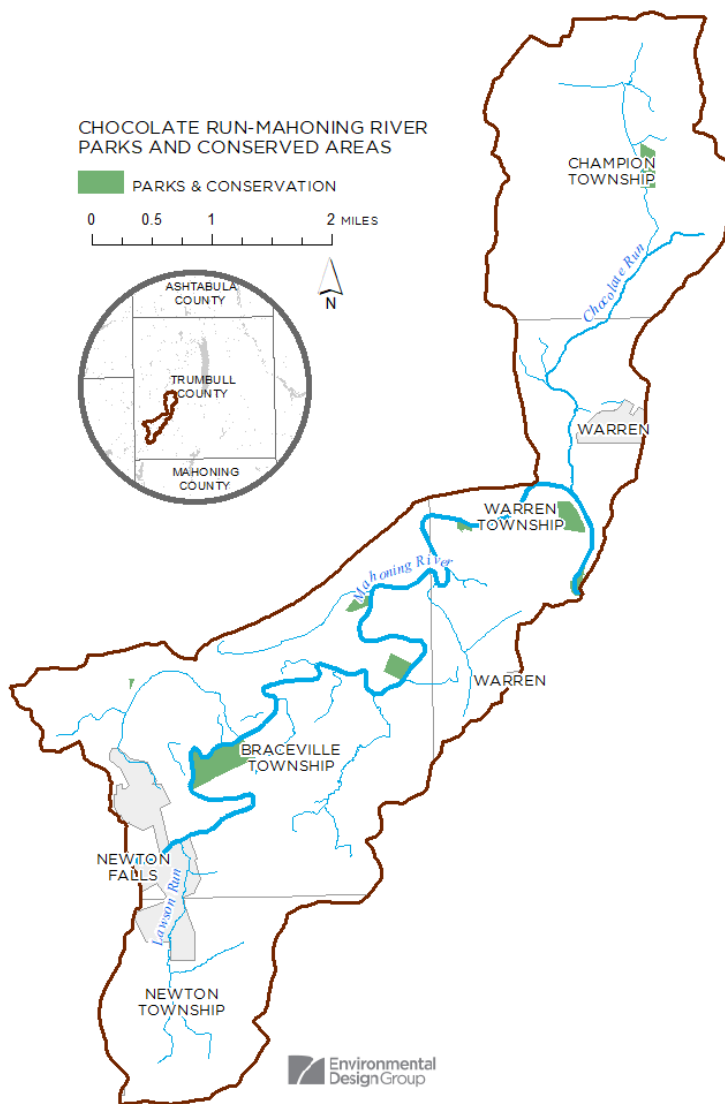 CHOCOLATE RUN-MAHONING RIVER
PARKS AND CONSERVED AREAS
PARKS & CONSERVATION
0 0.5 1 2 MILES
N
ASHTABULA
COUNTY
TRUMBULL
COUNTY
MAHONING
COUNTY
CHAMPION
TOWNSHIP
Chocolate Run
WARREN
WARREN
TOWNSHIP
Mahoning River
WARREN
BRACEVILLE
TOWNSHIP
NEWTON
FALLS
Lawson Run
NEWTON
TOWNSHIP
Environmental
DesignGroup